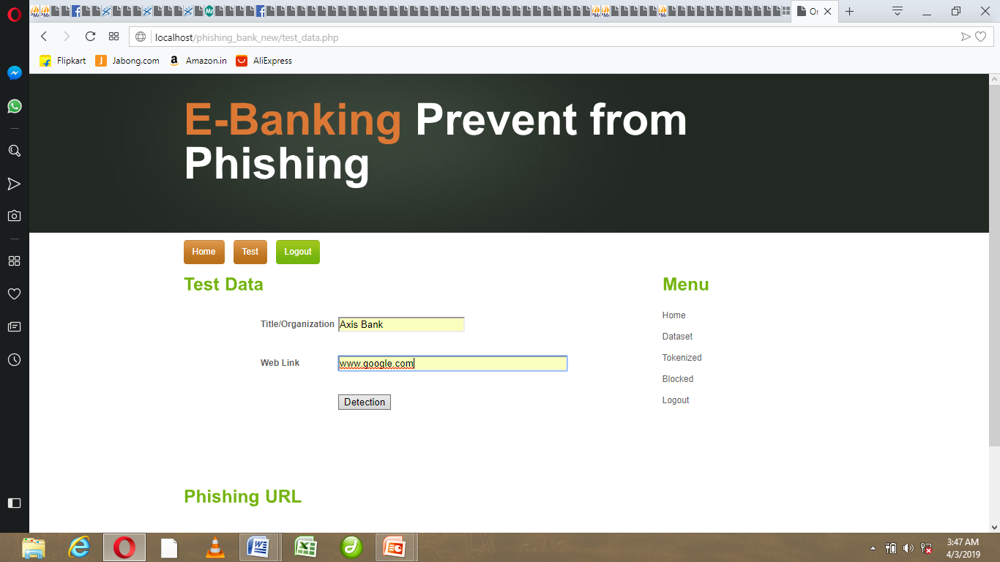 Or
localhost/phishing_bank_new/test_data.php
Flipkart Jabong.com Amazon.in AliExpress
E-Banking Prevent from
Phishing
Home Test Logout
Test Data
Title/Organization Axis Bank
Web Link www.google.com
Detection
Menu
Home
Dataset
Tokenized
Blocked
Logout
Phishing URL
3:47 AM
4/3/2019